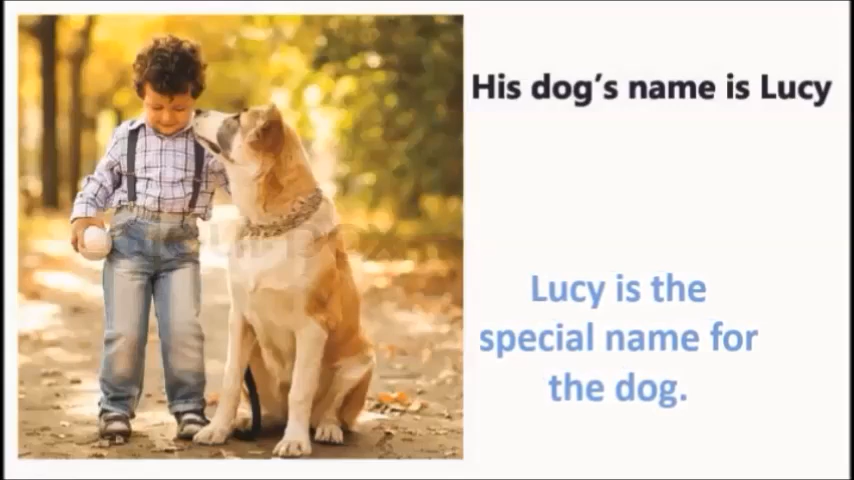 His dog's name is Lucy
Lucy is the
special name for
the dog.